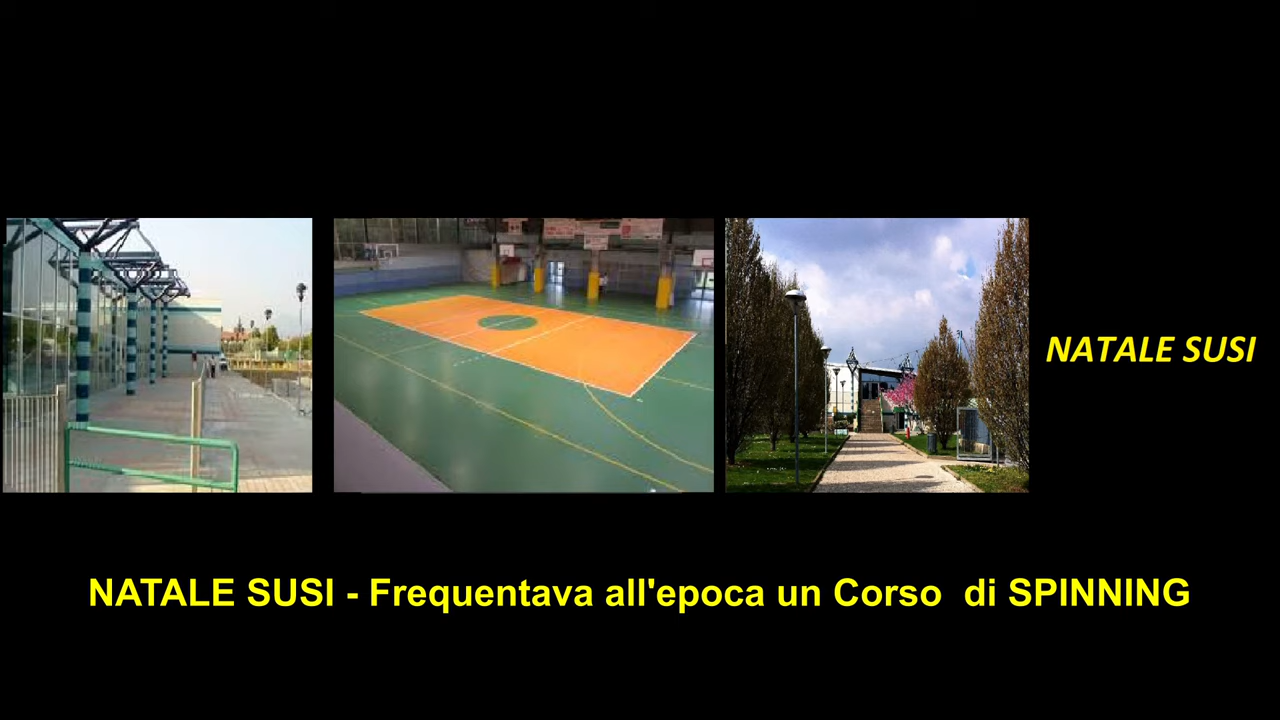 NATALE SUSI
NATALE SUSI - Frequentava all'epoca un Corso  di SPINNING